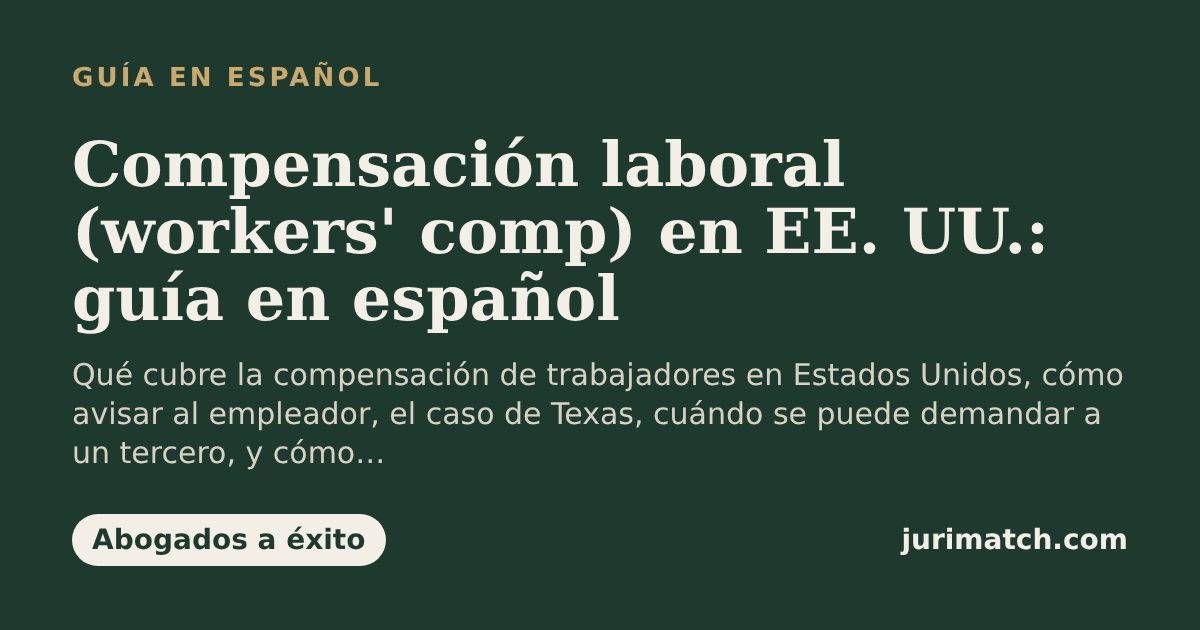 GUÍA EN ESPAÑOL
Compensación laboral
(workers' comp) en EE. UU.:
guía en español
Qué cubre la compensación de trabajadores en Estados Unidos, cómo
avisar al empleador, el caso de Texas, cuándo se puede demandar a
un tercero, y cómo…
Abogados a éxito
jurimatch.com